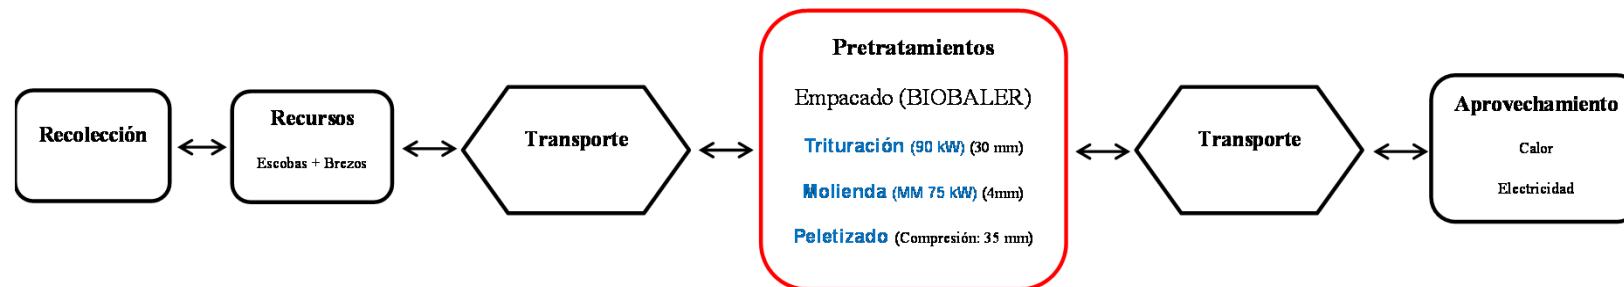 Recolección
Recursos
Escobas + Brezos
Transporte
Pretratamientos
Empacado (BIOBALER)
Trituración (90 kW) (30 mm)
Molienda (MM 75 kW) (4mm)
Peletizado (Compresión: 35 mm)
Transporte
Aprovechamiento
Calor
Electricidad